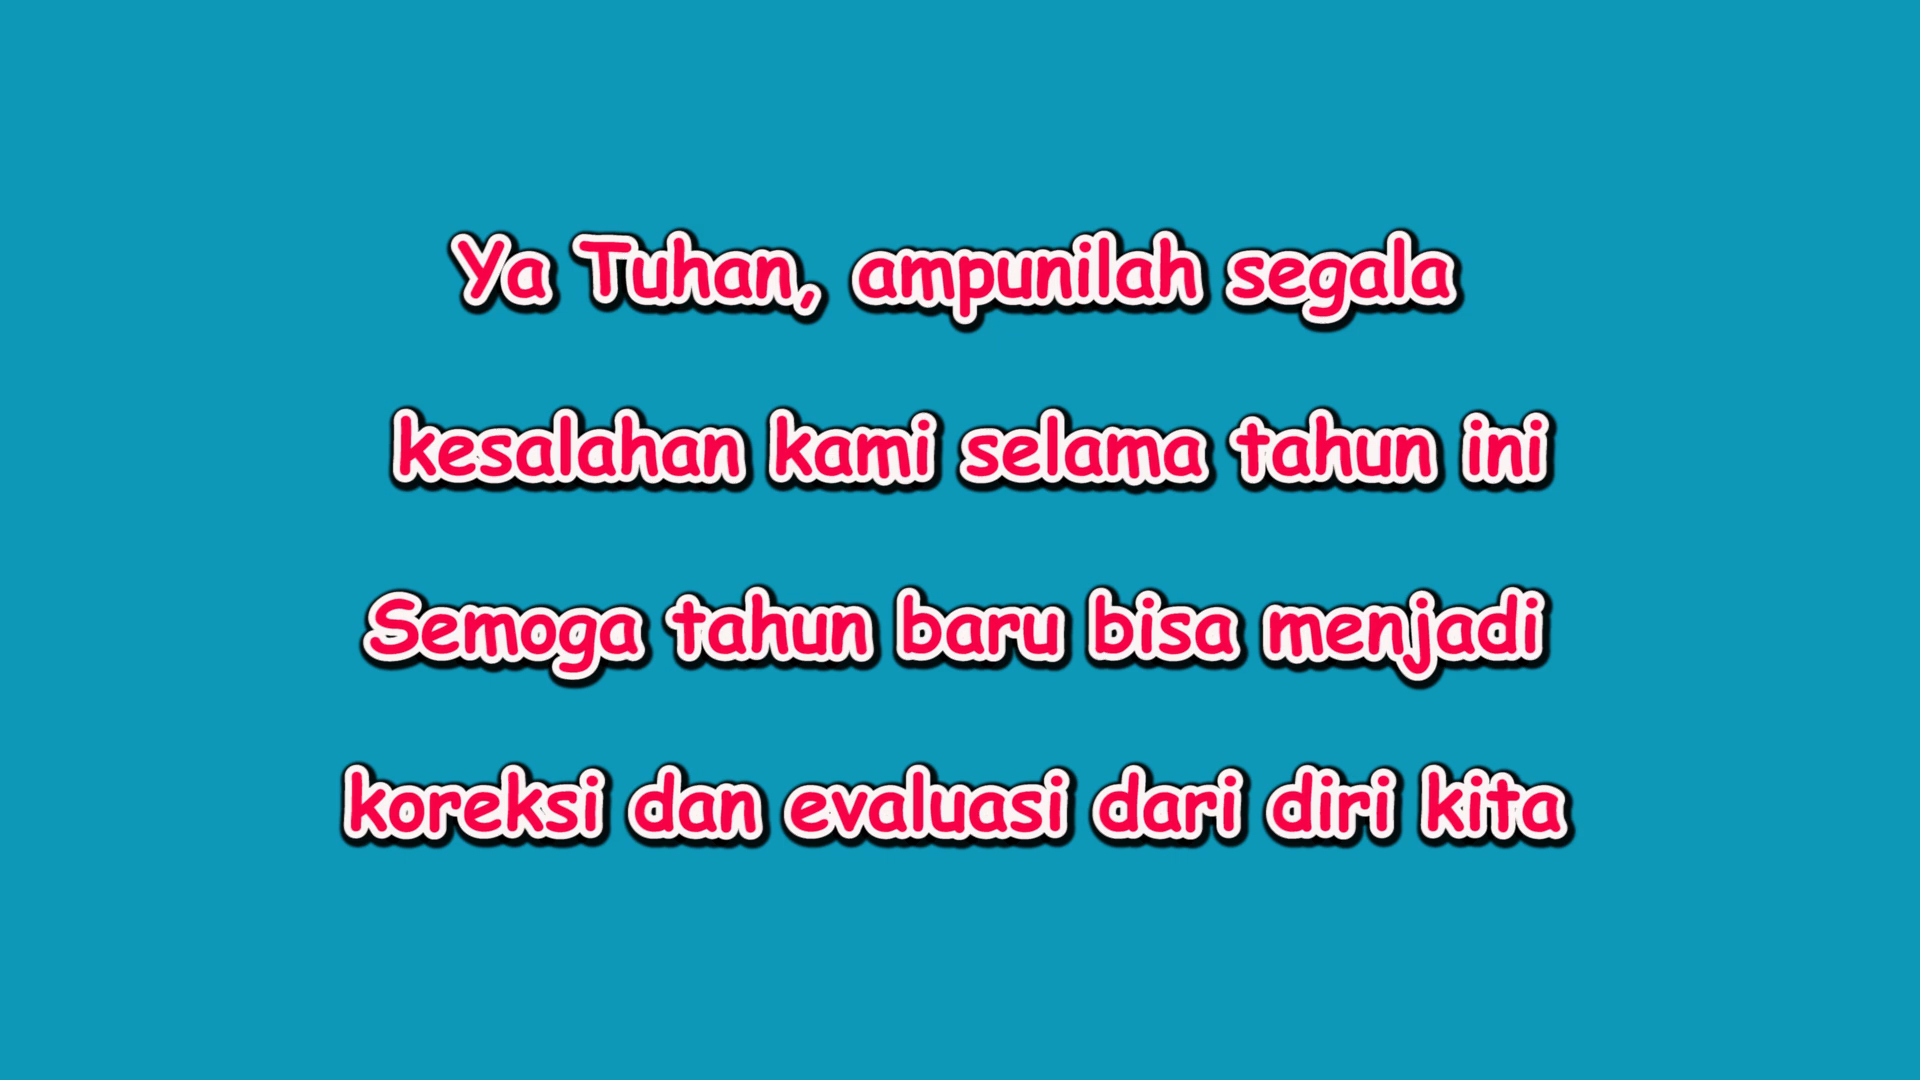 Ya Tuhan, ampunilah segala
kesalahan kami selama tahun ini
Semoga tahun baru bisa menjadi
koreksi dan evaluasi dari diri kita